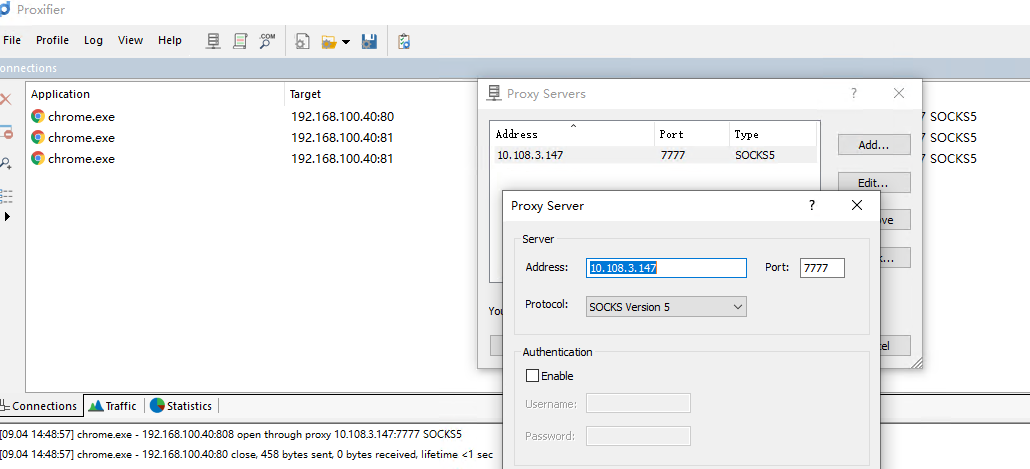 Proxifier
File Profile Log View Help .COM
onnections
Application Target
chrome.exe 192.168.100.40:80
chrome.exe 192.168.100.40:81
chrome.exe 192.168.100.40:81
7 SOCKS5
7 SOCKS5
Proxy Servers ?
Address Port Type
10.108.3.147 7777 SOCKS5
Add...
Edit...
ve
...
You
el
Proxy Server ?
Server
Address: 10.108.3.147 Port: 7777
Protocol: SOCKS Version 5
Authentication
Enable
Username:
Password:
Connections Traffic Statistics
[09.04 14:48:57] chrome.exe - 192.168.100.40:808 open through proxy 10.108.3.147:7777 SOCKS5
[09.04 14:48:57] chrome.exe - 192.168.100.40:80 close, 458 bytes sent, 0 bytes received, lifetime <1 sec